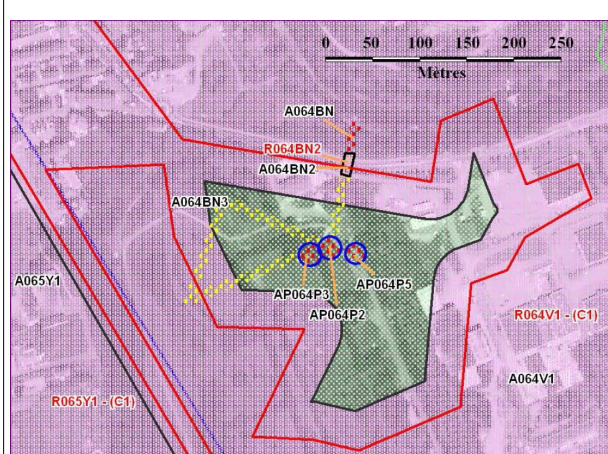 0 50 100 150 200 250
Mètres
A064BN
R064BN2
A064BN2
A064BN3
A065Y1
AP064P3
AP064P5
AP064P2
R064V1 - (C1)
A064V1
R065Y1 - (C1)